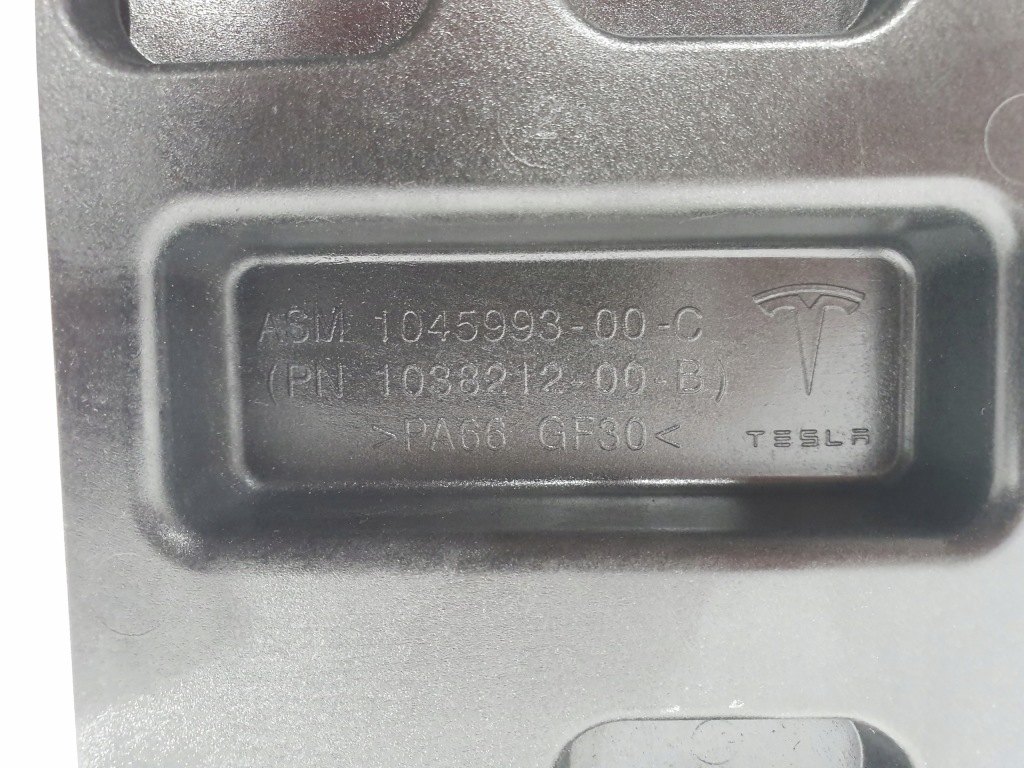 ASM 1045993-00-C
(PN 1038212-00-B)
>PA66 GF30<
TESLA